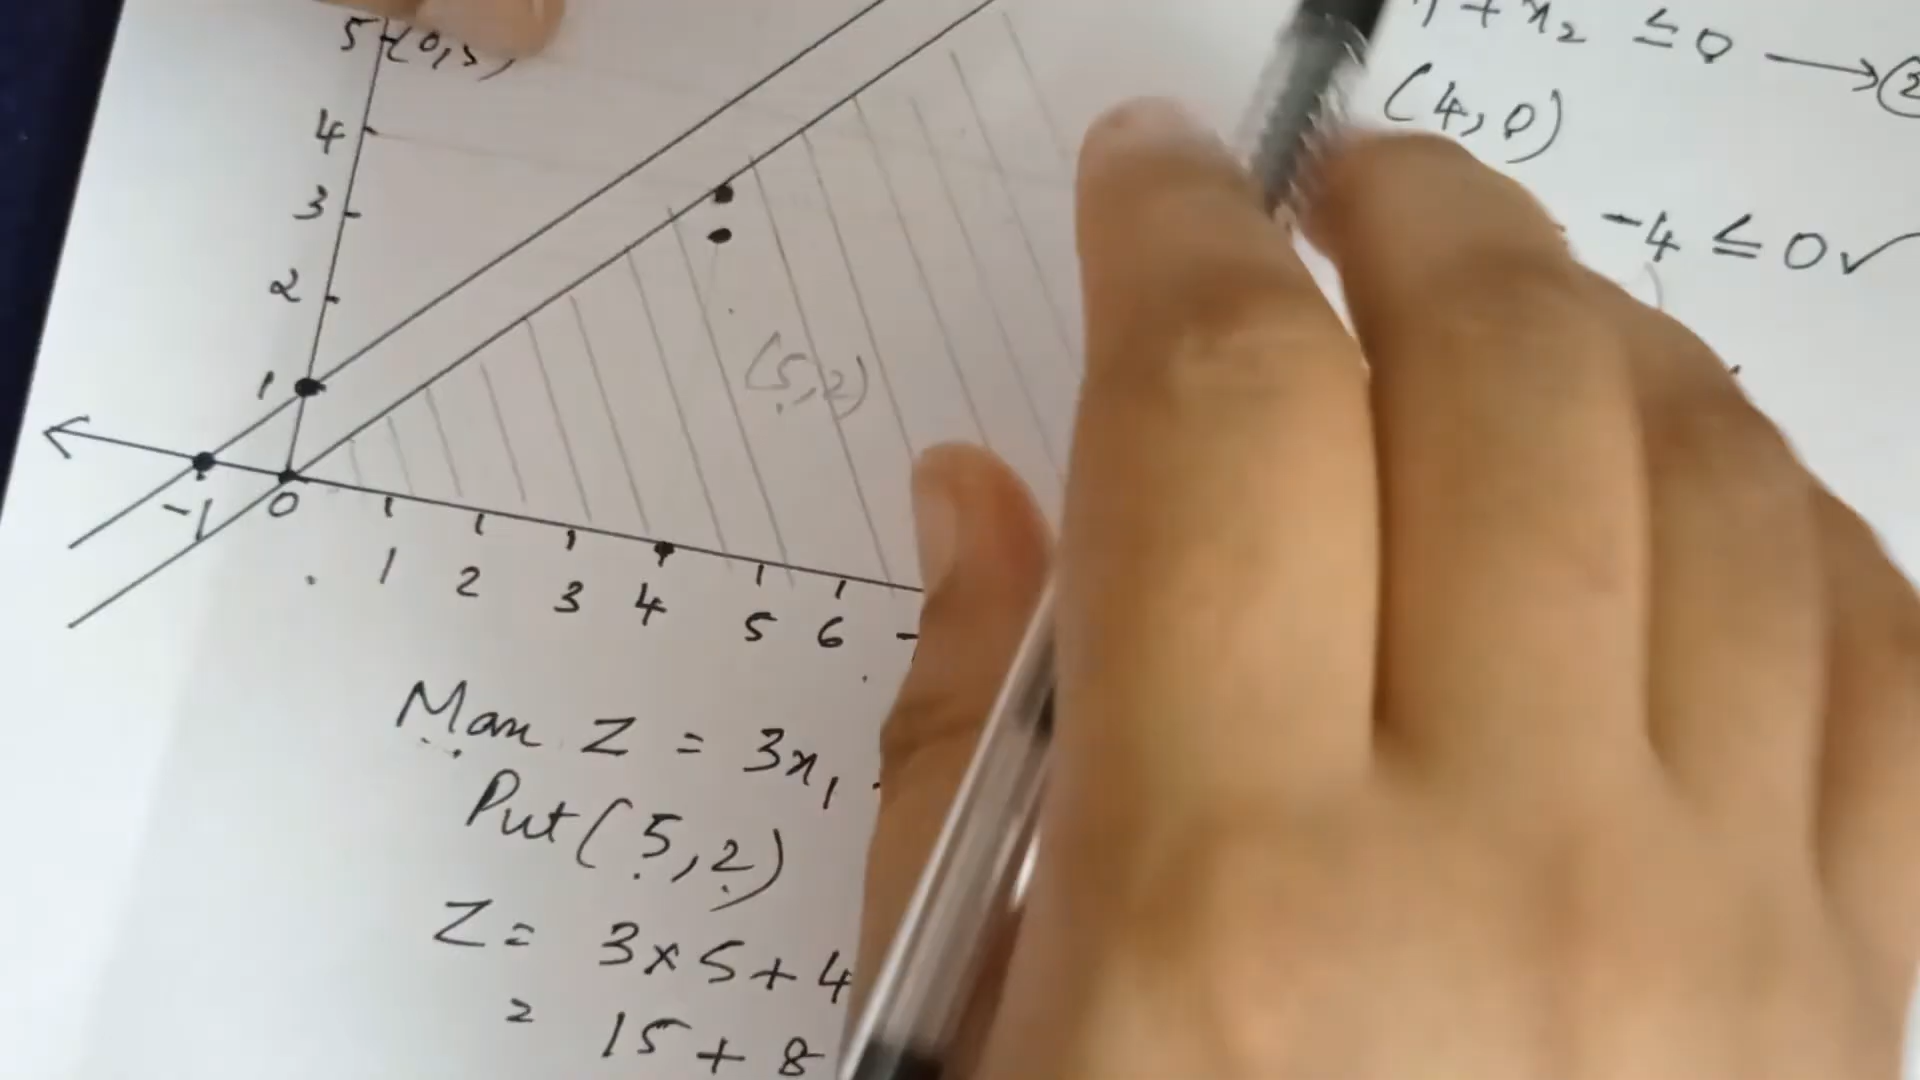 5 (0,5)
4
3
2
1
-1 0 1 2 3 4 5 6
(5,2)
+ x₂ ≤ 0 → ②
(4,0)
-4 ≤ 0 ✓
Max Z = 3x₁
Put (5,2)
Z = 3×5+4
= 15 + 8